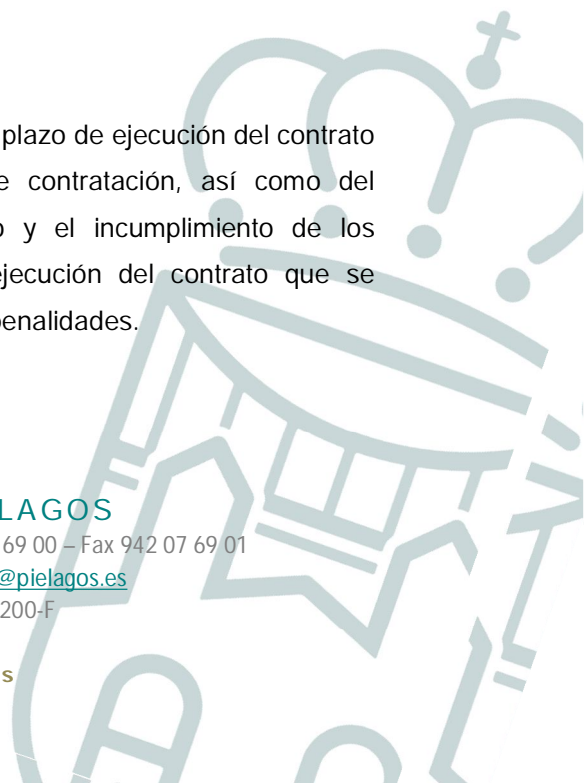 plazo de ejecución del contrato
contratación, así como del
y el incumplimiento de los
ejecución del contrato que se
penalidades.
LAGOS
69 00 – Fax 942 07 69 01
@pielagos.es
200-F
s